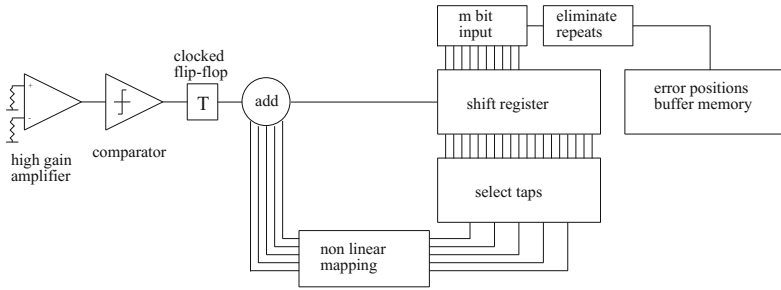 m bit
input
eliminate
repeats
clocked
flip-flop
+
-
T
add
shift register
error positions
buffer memory
high gain
amplifier
comparator
select taps
non linear
mapping